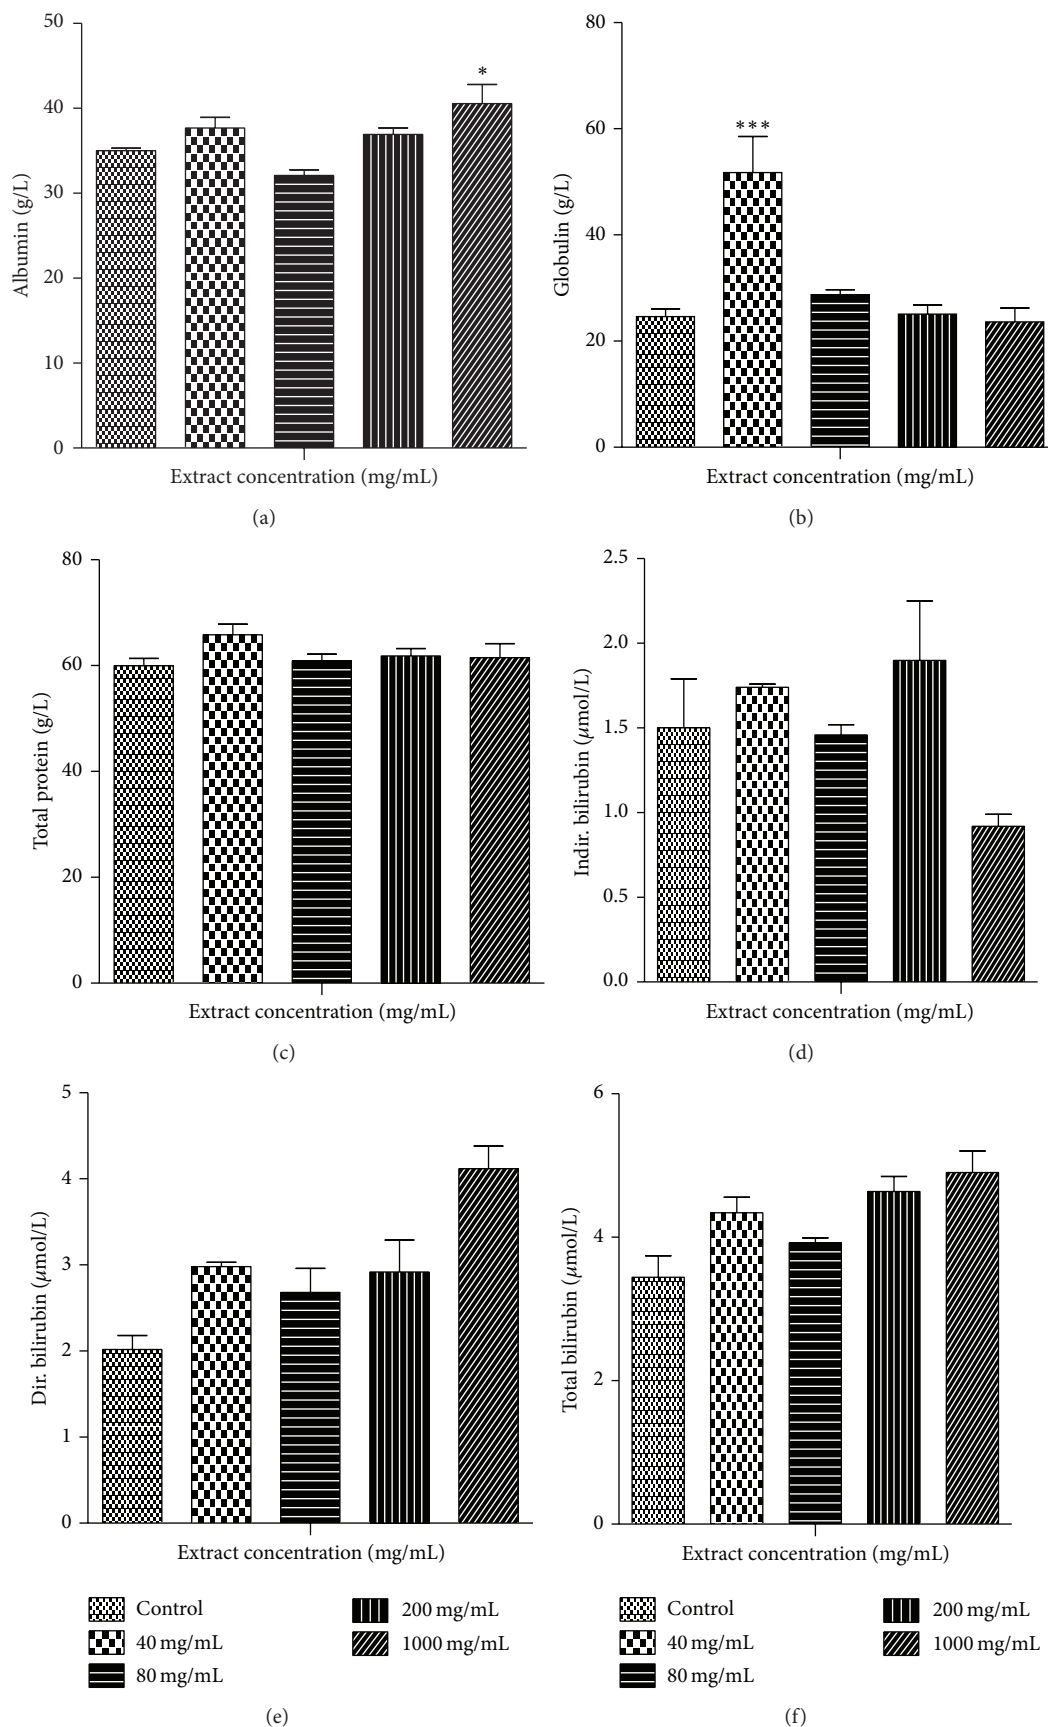 50
40
30
20
10
0
Albumin (g/L)
*
Extract concentration (mg/mL)
(a)
80
60
40
20
0
Globulin (g/L)
***
Extract concentration (mg/mL)
(b)
80
60
40
20
0
Total protein (g/L)
Extract concentration (mg/mL)
(c)
2.5
2.0
1.5
1.0
0.5
0.0
Indir. bilirubin (μmol/L)
Extract concentration (mg/mL)
(d)
5
4
3
2
1
0
Dir. bilirubin (μmol/L)
Extract concentration (mg/mL)
Control
40 mg/mL
80 mg/mL
200 mg/mL
1000 mg/mL
(e)
6
4
2
0
Total bilirubin (μmol/L)
Extract concentration (mg/mL)
Control
40 mg/mL
80 mg/mL
200 mg/mL
1000 mg/mL
(f)